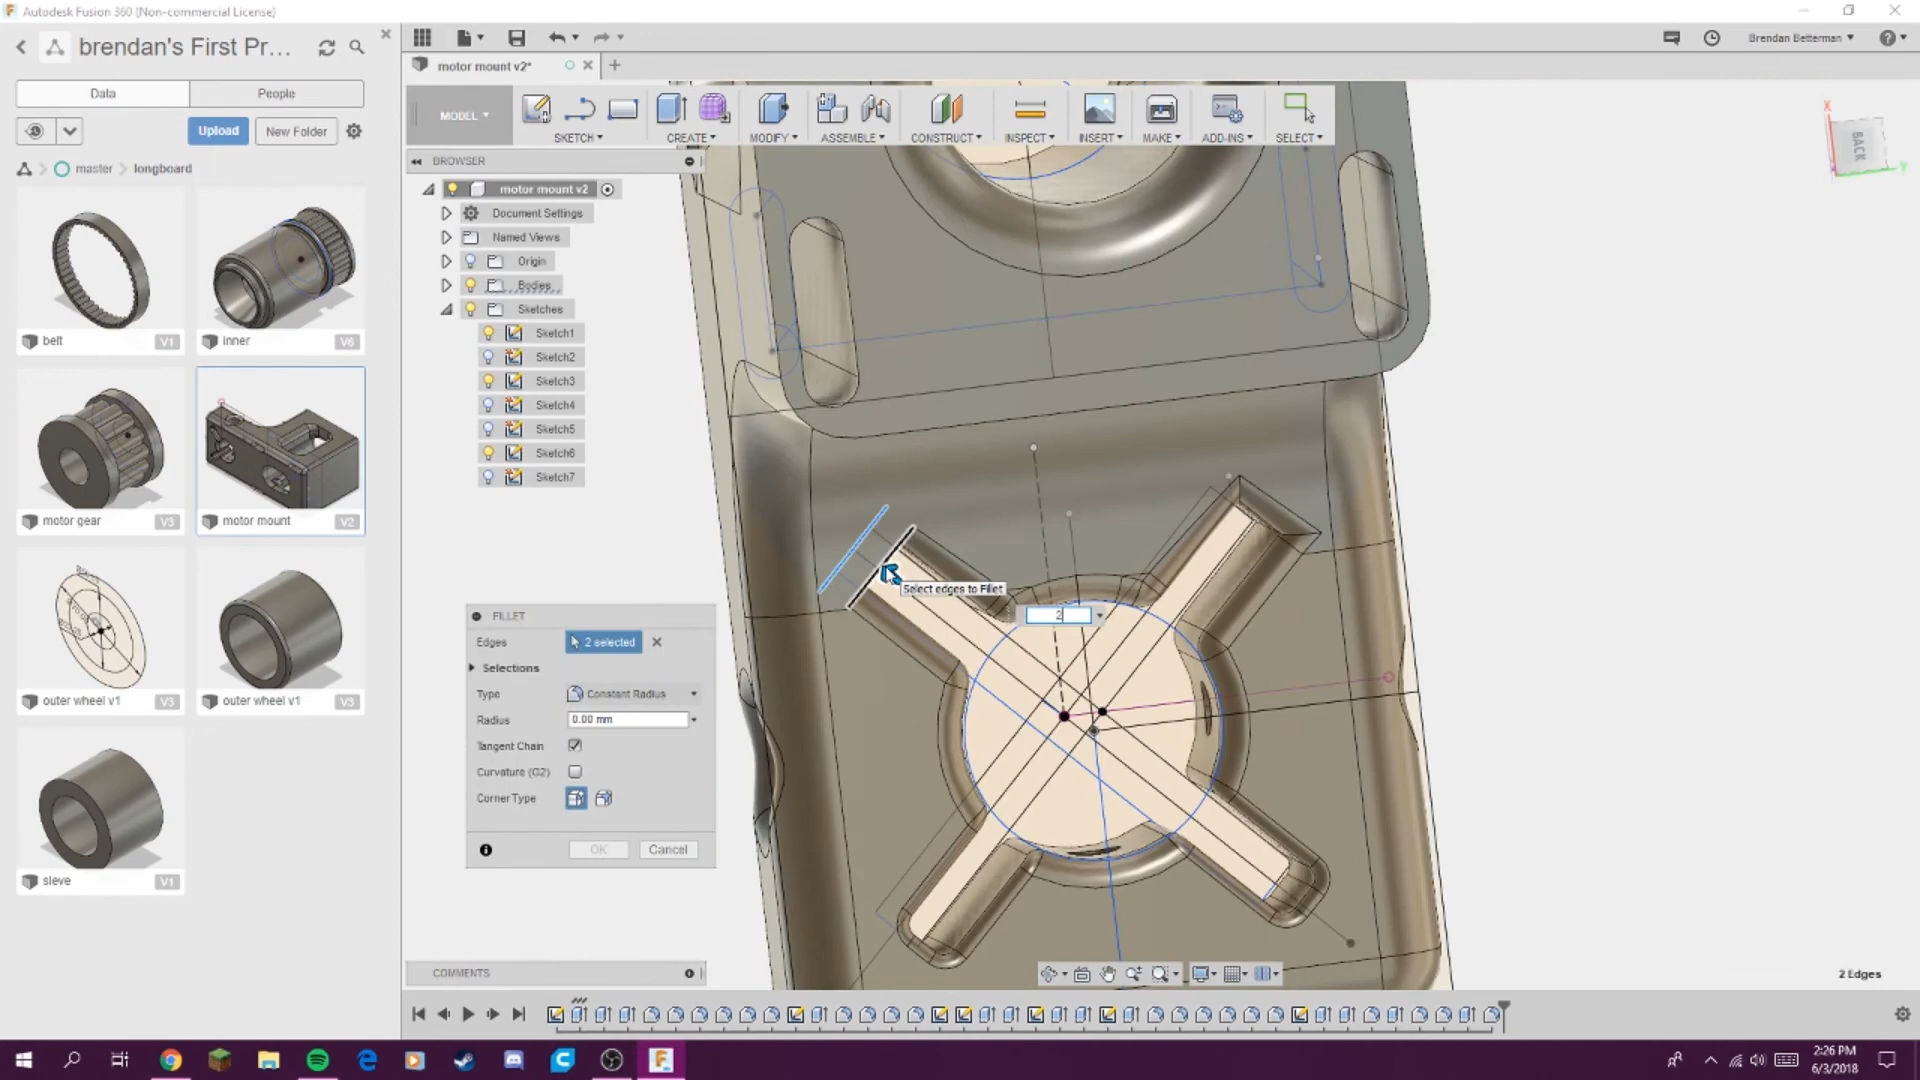 Autodesk Fusion 360 (Non-commercial License)
brendan's First Pr...
Brendan Betterman
motor mount v2*
Data
People
MODEL
SKETCH
CREATE
MODIFY
ASSEMBLE
CONSTRUCT
INSPECT
INSERT
MAKE
ADD-INS
SELECT
Upload
New Folder
master
longboard
BROWSER
motor mount v2
Document Settings
Named Views
Origin
Bodies
Sketches
Sketch1
Sketch2
Sketch3
Sketch4
Sketch5
Sketch6
Sketch7
BACK
X
Y
belt
V1
inner
V6
motor gear
V3
motor mount
V2
outer wheel v1
V3
outer wheel v1
V3
sleve
V1
Select edges to Fillet
2
FILLET
Edges
2 selected
Selections
Type
Constant Radius
Radius
0.00 mm
Tangent Chain
Curvature (G2)
Corner Type
OK
Cancel
COMMENTS
2 Edges
2:26 PM
6/3/2018